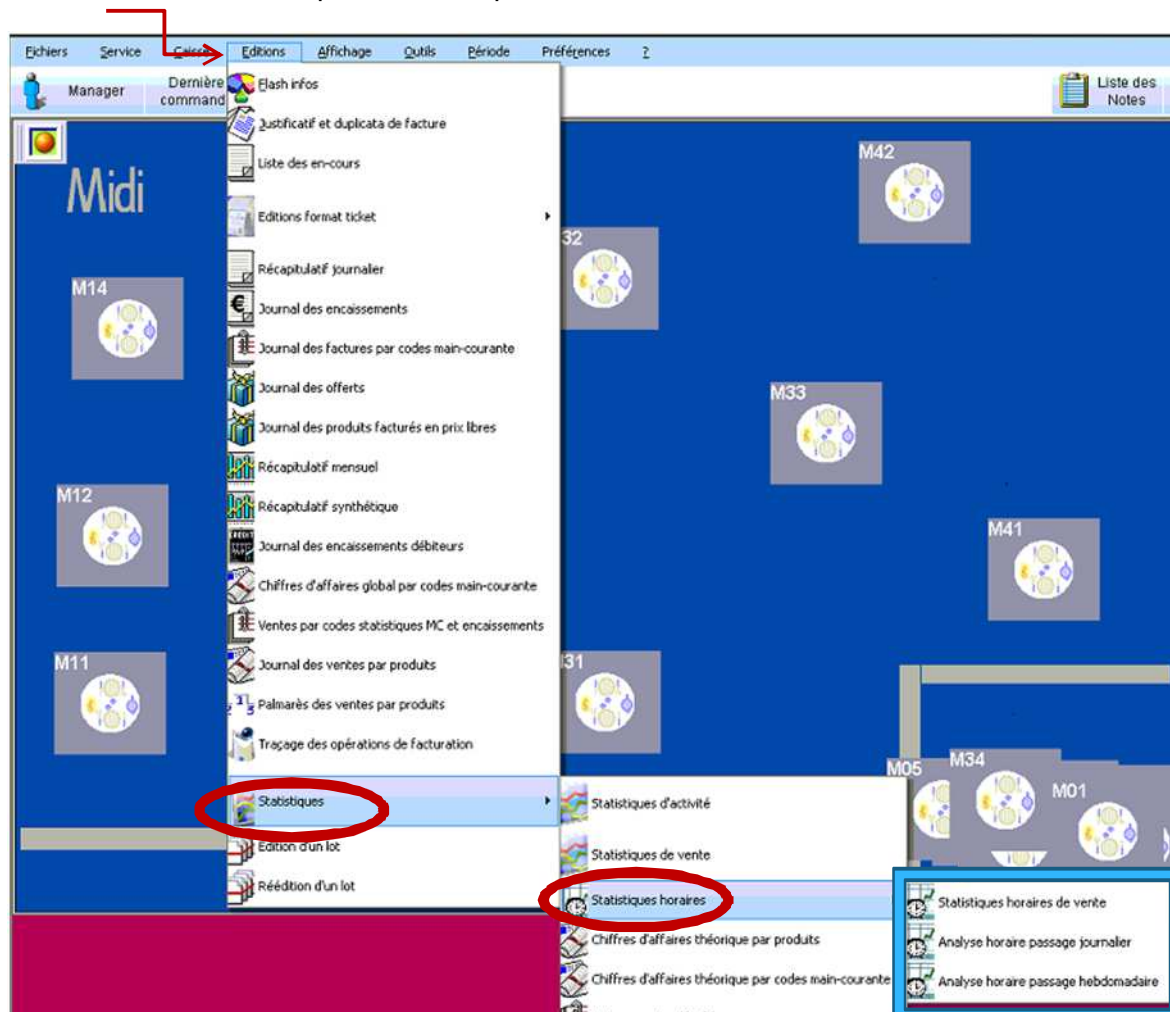 Fichiers Service Caisse Editions Affichage Outils Période Préférences ?
Manager
Dernière
command
Liste des
Notes
Flash infos
Justificatif et duplicata de facture
Liste des en-cours
Editions format ticket
Récapitulatif journalier
Journal des encaissements
Journal des factures par codes main-courante
Journal des offerts
Journal des produits facturés en prix libres
Récapitulatif mensuel
Récapitulatif synthétique
Journal des encaissements débiteurs
Chiffres d'affaires global par codes main-courante
Ventes par codes statistiques MC et encaissements
Journal des ventes par produits
Palmarès des ventes par produits
Traçage des opérations de facturation
Statistiques
Edition d'un lot
Réédition d'un lot
Statistiques d'activité
Statistiques de vente
Statistiques horaires
Chiffres d'affaires théorique par produits
Chiffres d'affaires théorique par codes main-courante
Statistiques horaires de vente
Analyse horaire passage journalier
Analyse horaire passage hebdomadaire
Midi
M14
M12
M11
M42
32
M33
M41
31
M05
M34
M01